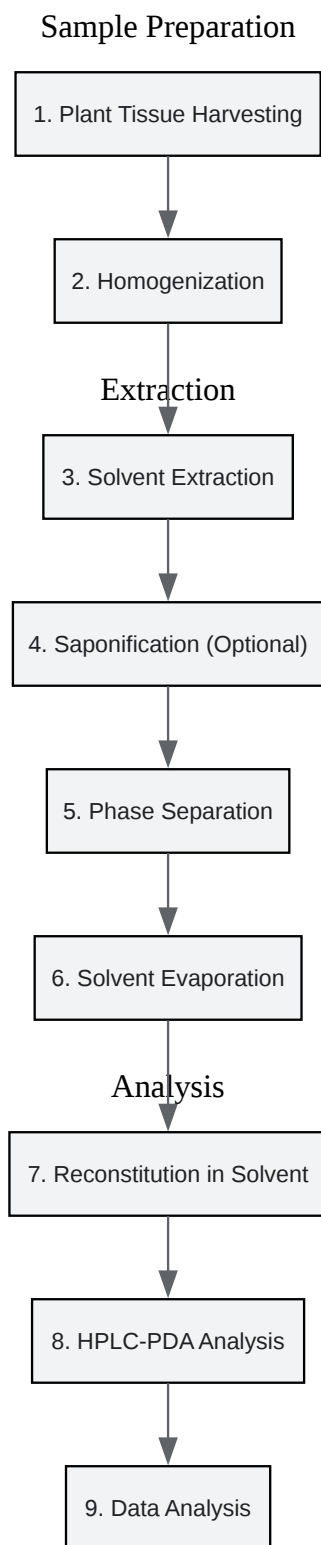 Sample Preparation
1. Plant Tissue Harvesting
2. Homogenization
Extraction
3. Solvent Extraction
4. Saponification (Optional)
5. Phase Separation
6. Solvent Evaporation
Analysis
7. Reconstitution in Solvent
8. HPLC-PDA Analysis
9. Data Analysis